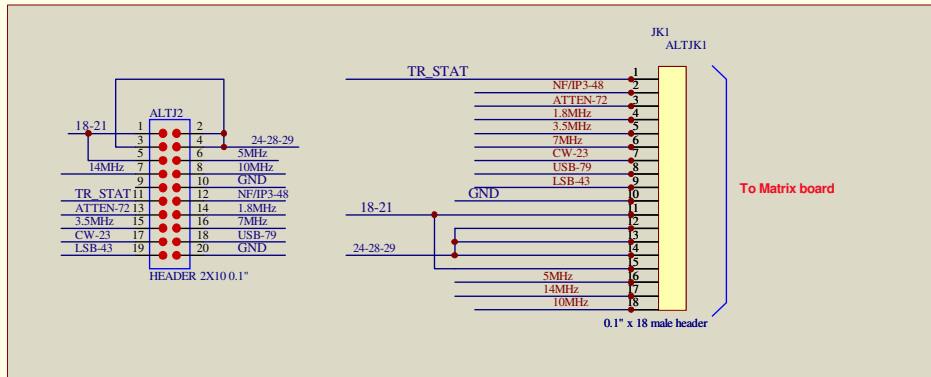 JK1
ALTJK1
TR_STAT 1
NF/IP3-48 2
ATTEN-72 3
1.8MHz 4
3.5MHz 5
7MHz 6
CW-23 7
USB-79 8
LSB-43 9
GND 10
18-21 11
12
13
24-28-29 14
15
5MHz 16
14MHz 17
10MHz 18
0.1" x 18 male header
To Matrix board
ALTJ2
18-21 1 2
3 4 24-28-29
5 6 5MHz
14MHz 7 8 10MHz
9 10 GND
TR_STAT 11 12 NF/IP3-48
ATTEN-72 13 14 1.8MHz
3.5MHz 15 16 7MHz
CW-23 17 18 USB-79
LSB-43 19 20 GND
HEADER 2X10 0.1"